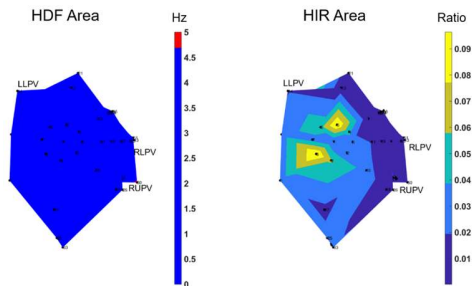 HDF Area
Hz
5
4.5
4
3.5
3
2.5
2
1.5
1
0.5
0
LLPV
RLPV
RUPV
HIR Area
Ratio
0.09
0.08
0.07
0.06
0.05
0.04
0.03
0.02
0.01
LLPV
RLPV
RUPV